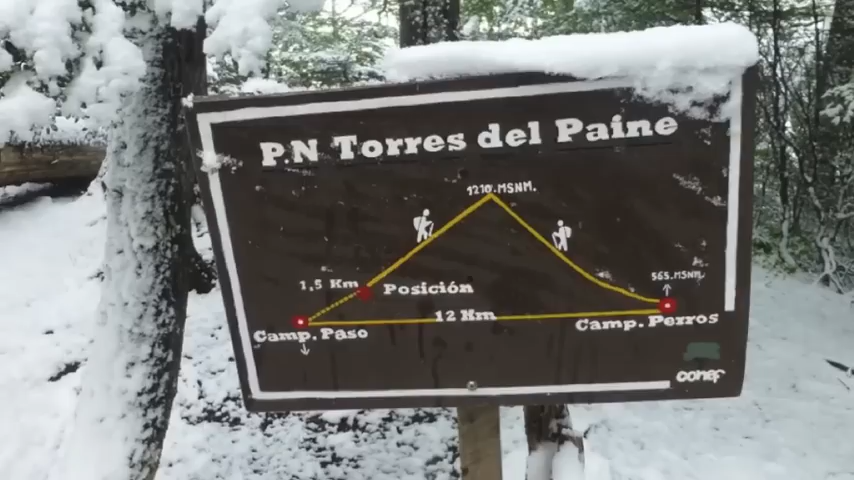 P.N Torres del Paine
1210.MSNM.
565.MSNM.
1,5 Km
Posición
12 Km
Camp. Paso
Camp. Perros
conaf